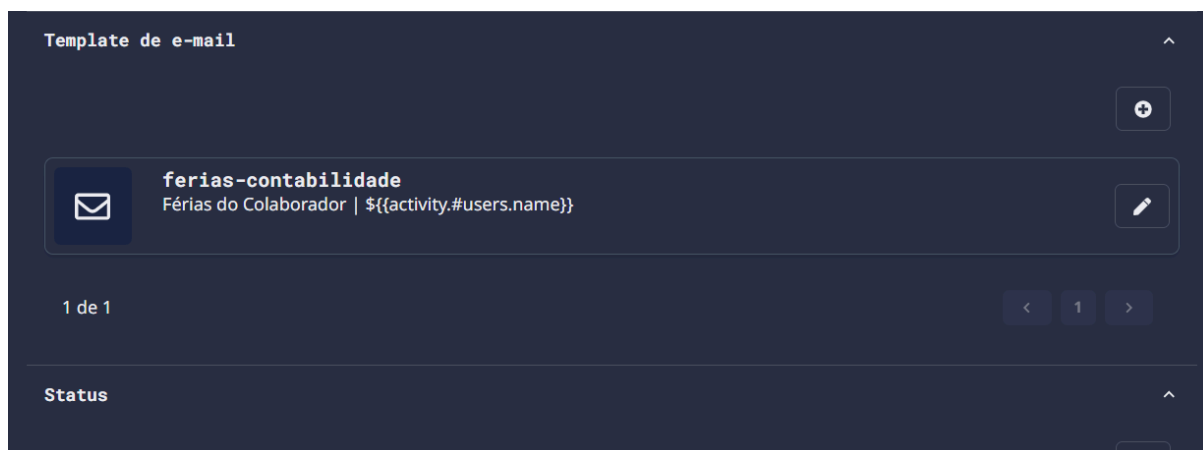 Template de e-mail
ferias-contabilidade
Férias do Colaborador | ${{activity.#users.name}}
1 de 1
1
Status